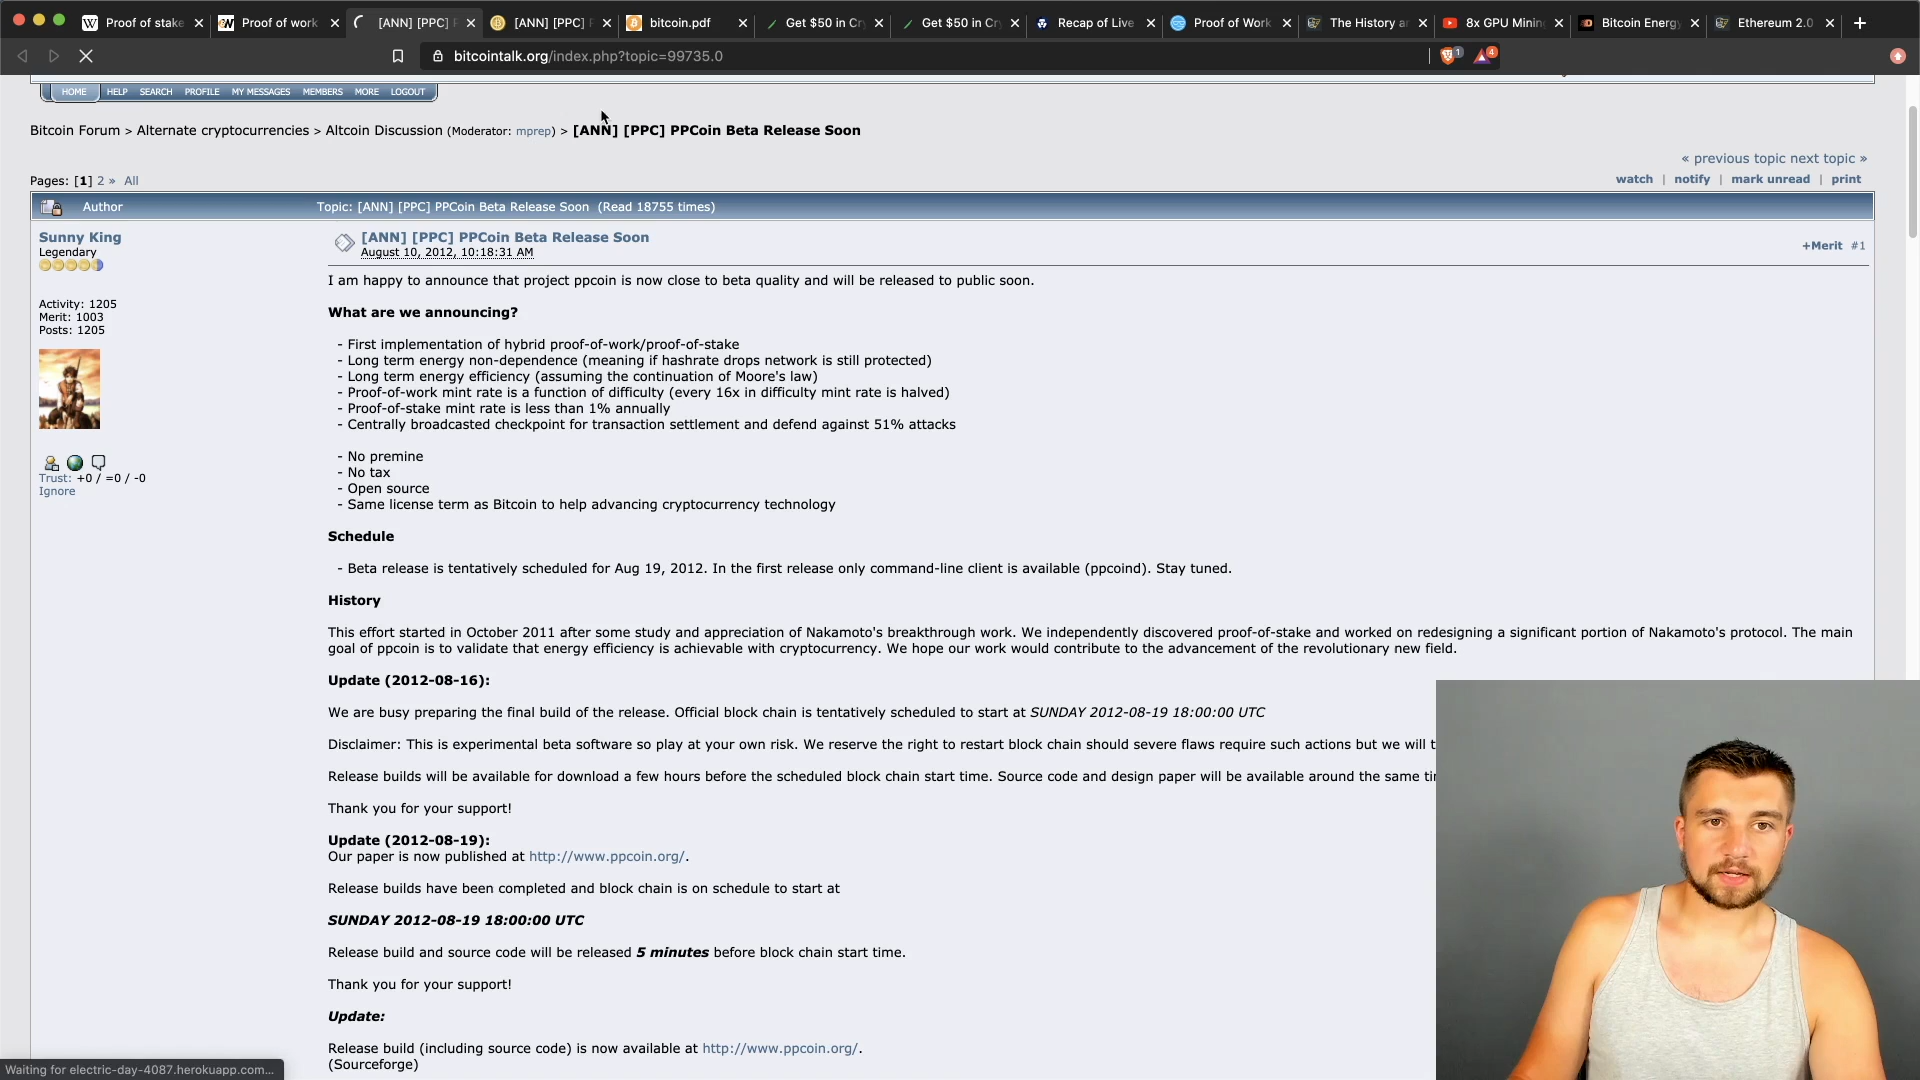 Proof of stake
Proof of work
[ANN] [PPC] P
[ANN] [PPC] P
bitcoin.pdf
Get $50 in Cr
Get $50 in Cr
Recap of Live
Proof of Work
The History a
8x GPU Minin
Bitcoin Energ
Ethereum 2.0
bitcointalk.org/index.php?topic=99735.0
1
4
HOME HELP SEARCH PROFILE MY MESSAGES MEMBERS MORE LOGOUT
Bitcoin Forum > Alternate cryptocurrencies > Altcoin Discussion (Moderator: mprep) > [ANN] [PPC] PPCoin Beta Release Soon
« previous topic next topic »
Pages: [1] 2 » All
watch | notify | mark unread | print
Author
Topic: [ANN] [PPC] PPCoin Beta Release Soon (Read 18755 times)
Sunny King
Legendary
Activity: 1205
Merit: 1003
Posts: 1205
Trust: +0 / =0 / -0
Ignore
[ANN] [PPC] PPCoin Beta Release Soon
August 10, 2012, 10:18:31 AM
+Merit #1
I am happy to announce that project ppcoin is now close to beta quality and will be released to public soon.
What are we announcing?
- First implementation of hybrid proof-of-work/proof-of-stake
- Long term energy non-dependence (meaning if hashrate drops network is still protected)
- Long term energy efficiency (assuming the continuation of Moore's law)
- Proof-of-work mint rate is a function of difficulty (every 16x in difficulty mint rate is halved)
- Proof-of-stake mint rate is less than 1% annually
- Centrally broadcasted checkpoint for transaction settlement and defend against 51% attacks
- No premine
- No tax
- Open source
- Same license term as Bitcoin to help advancing cryptocurrency technology
Schedule
- Beta release is tentatively scheduled for Aug 19, 2012. In the first release only command-line client is available (ppcoind). Stay tuned.
History
This effort started in October 2011 after some study and appreciation of Nakamoto's breakthrough work. We independently discovered proof-of-stake and worked on redesigning a significant portion of Nakamoto's protocol. The main
goal of ppcoin is to validate that energy efficiency is achievable with cryptocurrency. We hope our work would contribute to the advancement of the revolutionary new field.
Update (2012-08-16):
We are busy preparing the final build of the release. Official block chain is tentatively scheduled to start at SUNDAY 2012-08-19 18:00:00 UTC
Disclaimer: This is experimental beta software so play at your own risk. We reserve the right to restart block chain should severe flaws require such actions but we will t
Release builds will be available for download a few hours before the scheduled block chain start time. Source code and design paper will be available around the same ti
Thank you for your support!
Update (2012-08-19):
Our paper is now published at http://www.ppcoin.org/.
Release builds have been completed and block chain is on schedule to start at
SUNDAY 2012-08-19 18:00:00 UTC
Release build and source code will be released 5 minutes before block chain start time.
Thank you for your support!
Update:
Release build (including source code) is now available at http://www.ppcoin.org/.
(Sourceforge)
Waiting for electric-day-4087.herokuapp.com...